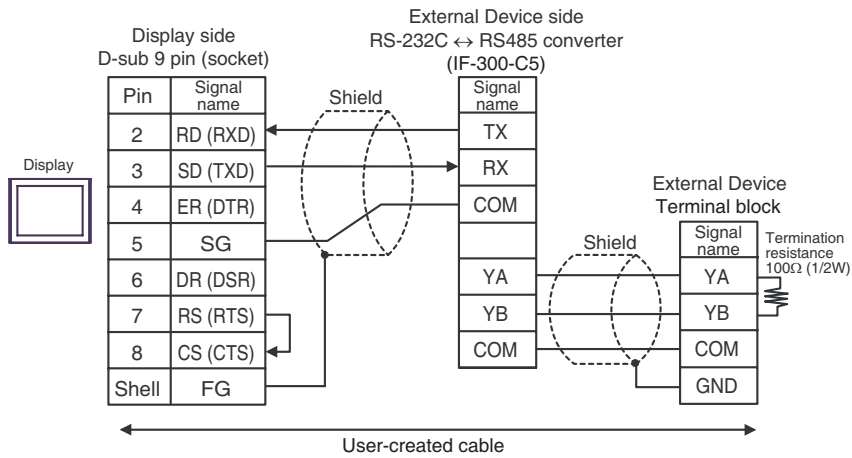 Display side
D-sub 9 pin (socket)
External Device side
RS-232C ↔ RS485 converter
(IF-300-C5)
Pin
Signal
name
2
RD (RXD)
3
SD (TXD)
4
ER (DTR)
5
SG
6
DR (DSR)
7
RS (RTS)
8
CS (CTS)
Shell
FG
Display
Shield
Signal
name
TX
RX
COM
YA
YB
COM
Shield
External Device
Terminal block
Signal
name
YA
YB
COM
GND
Termination
resistance
100Ω (1/2W)
User-created cable